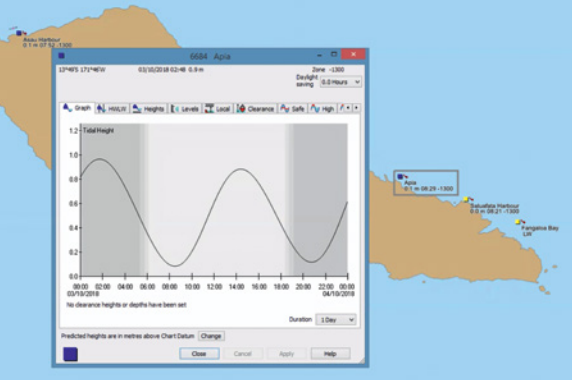 Asau Harbour
0.1 m 07:52 -1300
6684 Apia
13°49'S 171°46'W 03/10/2018 02:48 0.9 m Zone -1300
Daylight saving 0.0 Hours
Graph HWLW Heights Levels Local Clearance Safe High
Tidal Height
1.2
1.0
0.8
0.6
0.4
0.2
0.0
00:00 02:00 04:00 06:00 08:00 10:00 12:00 14:00 16:00 18:00 20:00 22:00 00:00
03/10/2018 04/10/2018
No clearance heights or depths have been set
Duration 1 Day
Predicted heights are in metres above Chart Datum Change
Close Cancel Apply Help
Apia
0.1 m 08:29 -1300
Saluafata Harbour
0.0 m 08:21 -1300
Fangaloa Bay
LW